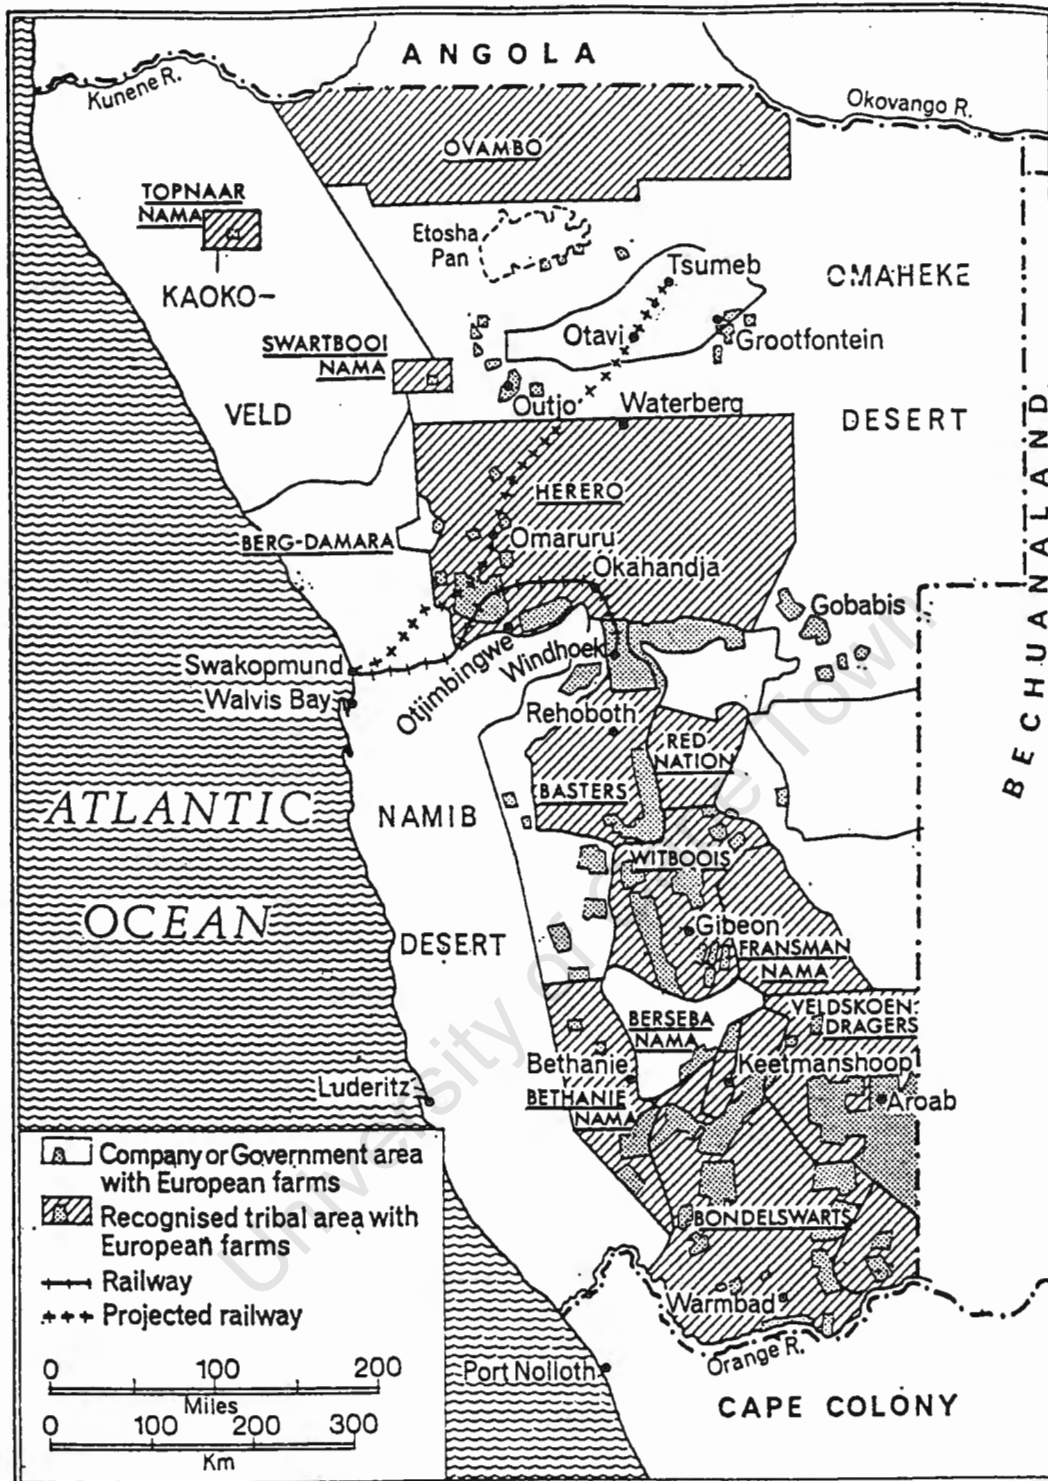 ANGOLA
Kunene R.
Okovango R.
OVAMBO
TOPNAAR
NAMA
Etosha
Pan
Tsumeb
OMAHEKE
KAOKO-
Otavi
Grootfontein
SWARTBOOI
NAMA
Outjo
Waterberg
VELD
DESERT
BECHUANALAND
HERERO
BERG-DAMARA
Omaruru
Okahandja
Gobabis
Swakopmund
Otjimbingwe
Windhoek
Walvis Bay
Rehoboth
RED
NATION
BASTERS
ATLANTIC
OCEAN
NAMIB
DESERT
WITBOOIS
Gibeon
FRANSMAN
NAMA
BERSEBA
NAMA
VELDSKOEN-
DRAGERS
Bethanie
Keetmanshoop
BETHANIE
NAMA
Luderitz
Aroab
BONDELSWARTS
Warmbad
Orange R.
Port Nolloth
CAPE COLONY
Company or Government area
with European farms
Recognised tribal area with
European farms
Railway
Projected railway
0 100 200
Miles
0 100 200 300
Km
University of Cape Town